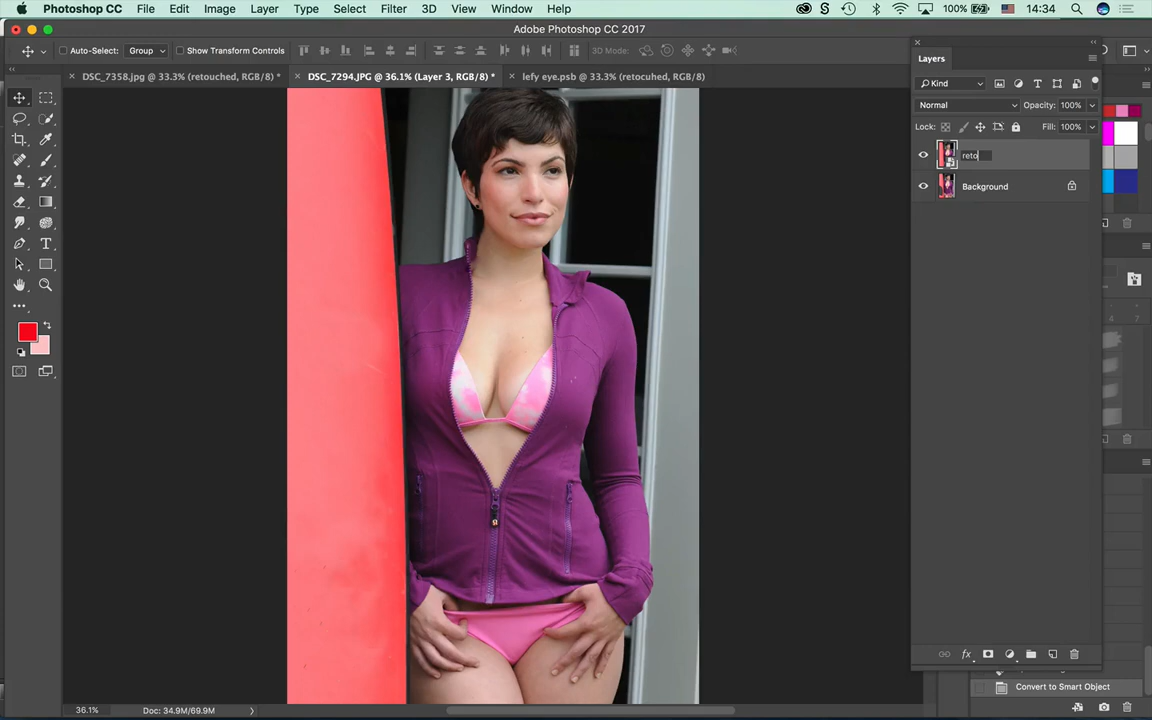 Photoshop CC File Edit Image Layer Type Select Filter 3D View Window Help 100% 14:34
Adobe Photoshop CC 2017
Auto-Select: Group Show Transform Controls 3D Mode:
DSC_7358.jpg @ 33.3% (retouched, RGB/8) * DSC_7294.JPG @ 36.1% (Layer 3, RGB/8) * lefy eye.psb @ 33.3% (retocuhed, RGB/8)
Layers
Kind
Normal Opacity: 100%
Lock: Fill: 100%
reto
Background
4 7
fx
Convert to Smart Object
36.1% Doc: 34.9M/69.9M